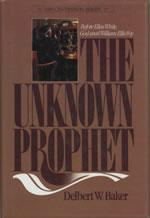 Before Ellen White,
God used William Ellis Foy
THE
UNKNOWN
PROPHET
Delbert W. Baker